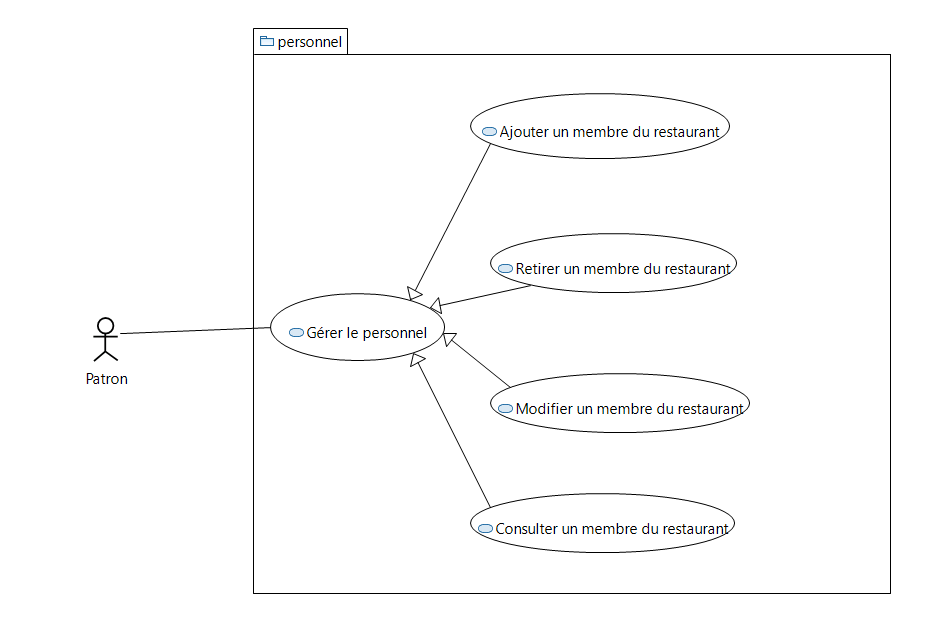 personnel
Ajouter un membre du restaurant
Retirer un membre du restaurant
Gérer le personnel
Patron
Modifier un membre du restaurant
Consulter un membre du restaurant